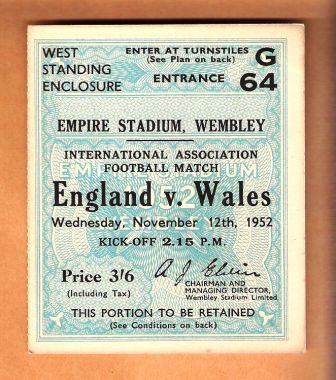 WEST STANDING ENCLOSURE
ENTER AT TURNSTILES
(See Plan on back)
ENTRANCE
G
64
EMPIRE STADIUM, WEMBLEY
INTERNATIONAL ASSOCIATION
FOOTBALL MATCH
England v. Wales
Wednesday, November 12th, 1952
KICK-OFF 2.15 P.M.
Price 3/6
(Including Tax)
A J Elvin
CHAIRMAN AND
MANAGING DIRECTOR,
Wembley Stadium Limited
THIS PORTION TO BE RETAINED
(See Conditions on back)